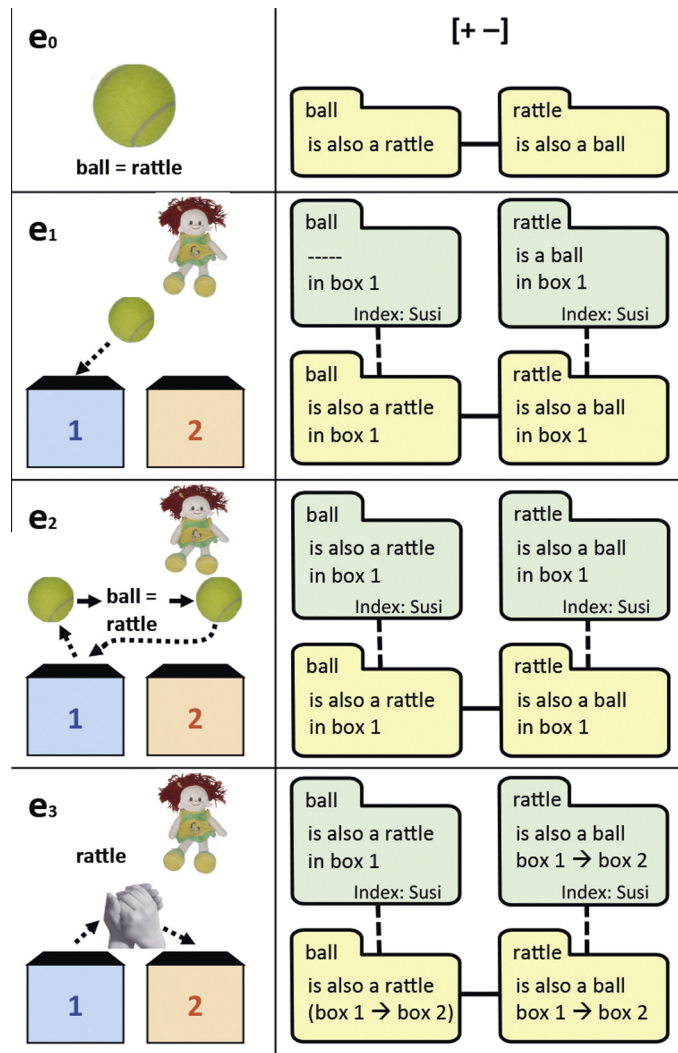 e0
[+ –]
ball = rattle
ball
is also a rattle
rattle
is also a ball
e1
1
2
ball
-----
in box 1
Index: Susi
rattle
is a ball
in box 1
Index: Susi
ball
is also a rattle
in box 1
rattle
is also a ball
in box 1
e2
ball =
rattle
1
2
ball
is also a rattle
in box 1
Index: Susi
rattle
is also a ball
in box 1
Index: Susi
ball
is also a rattle
in box 1
rattle
is also a ball
in box 1
e3
rattle
1
2
ball
is also a rattle
in box 1
Index: Susi
rattle
is also a ball
box 1 → box 2
Index: Susi
ball
is also a rattle
(box 1 → box 2)
rattle
is also a ball
box 1 → box 2